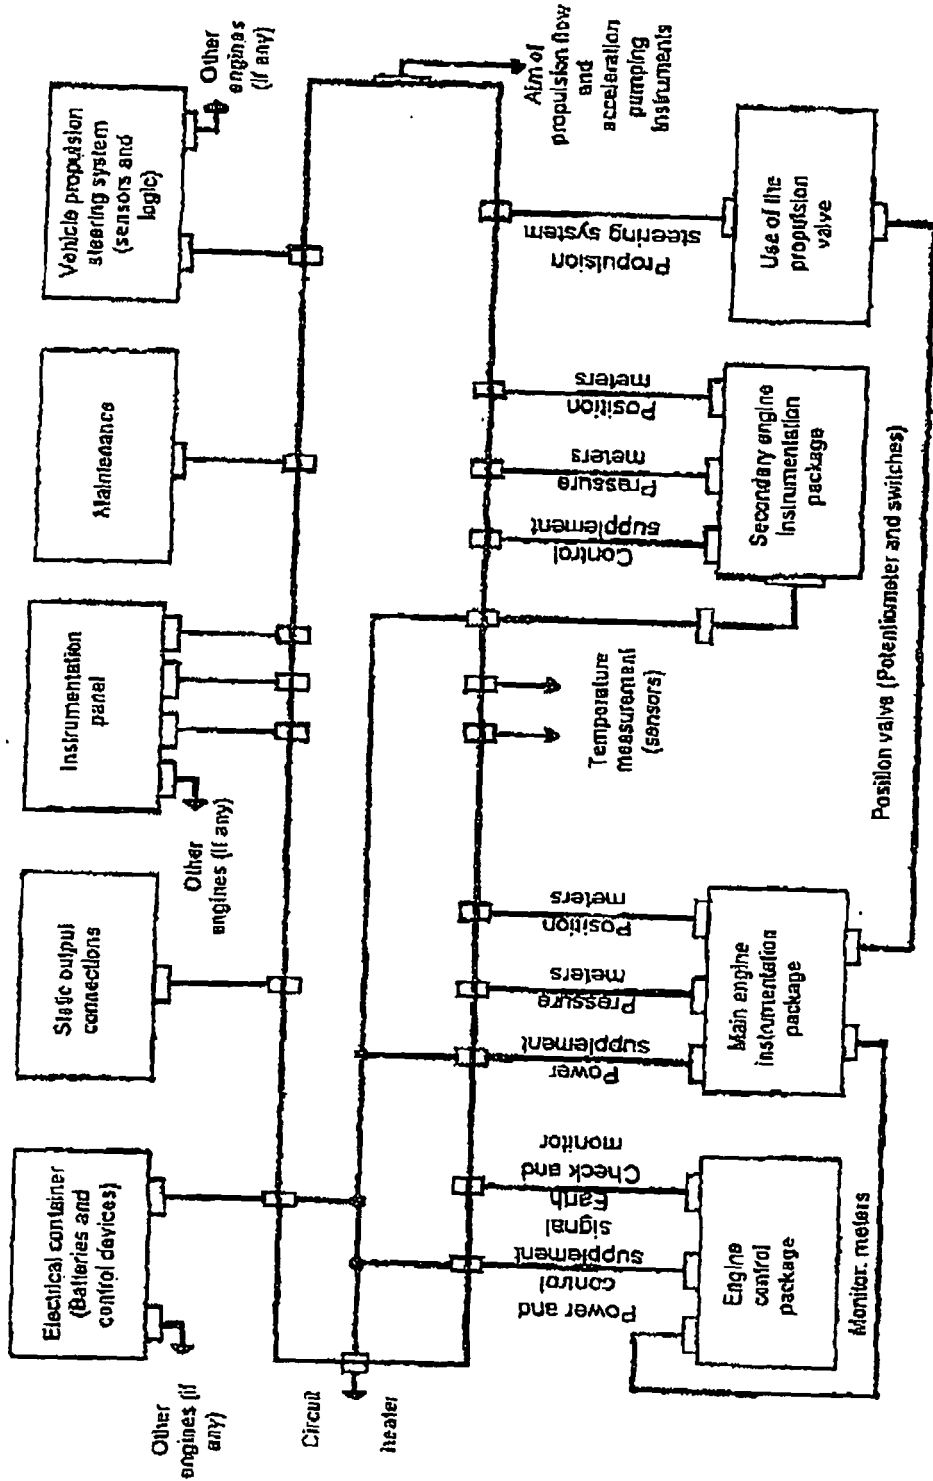 Electrical container
(Batteries and
control devices)
Other
engines (if
any)
Static output
connections
Instrumentation
panel
Other
engines (if any)
Maintenance
Vehicle propulsion
steering system
(sensors and
logic)
Other
engines
(if any)
Circuit
heater
Aim of
propulsion flow
and
acceleration
pumping
instruments
Power and
control
supplement
signal
Earth
Check and
monitor
Power
supplement
Pressure
meters
Position
meters
Temperature
measurement
(sensors)
Control
supplement
Pressure
meters
Position
meters
Propulsion
steering system
Engine
control
package
Main engine
instrumentation
package
Secondary engine
instrumentation
package
Use of the
propulsion
valve
Monitor meters
Position valve (Potentiometer and switches)